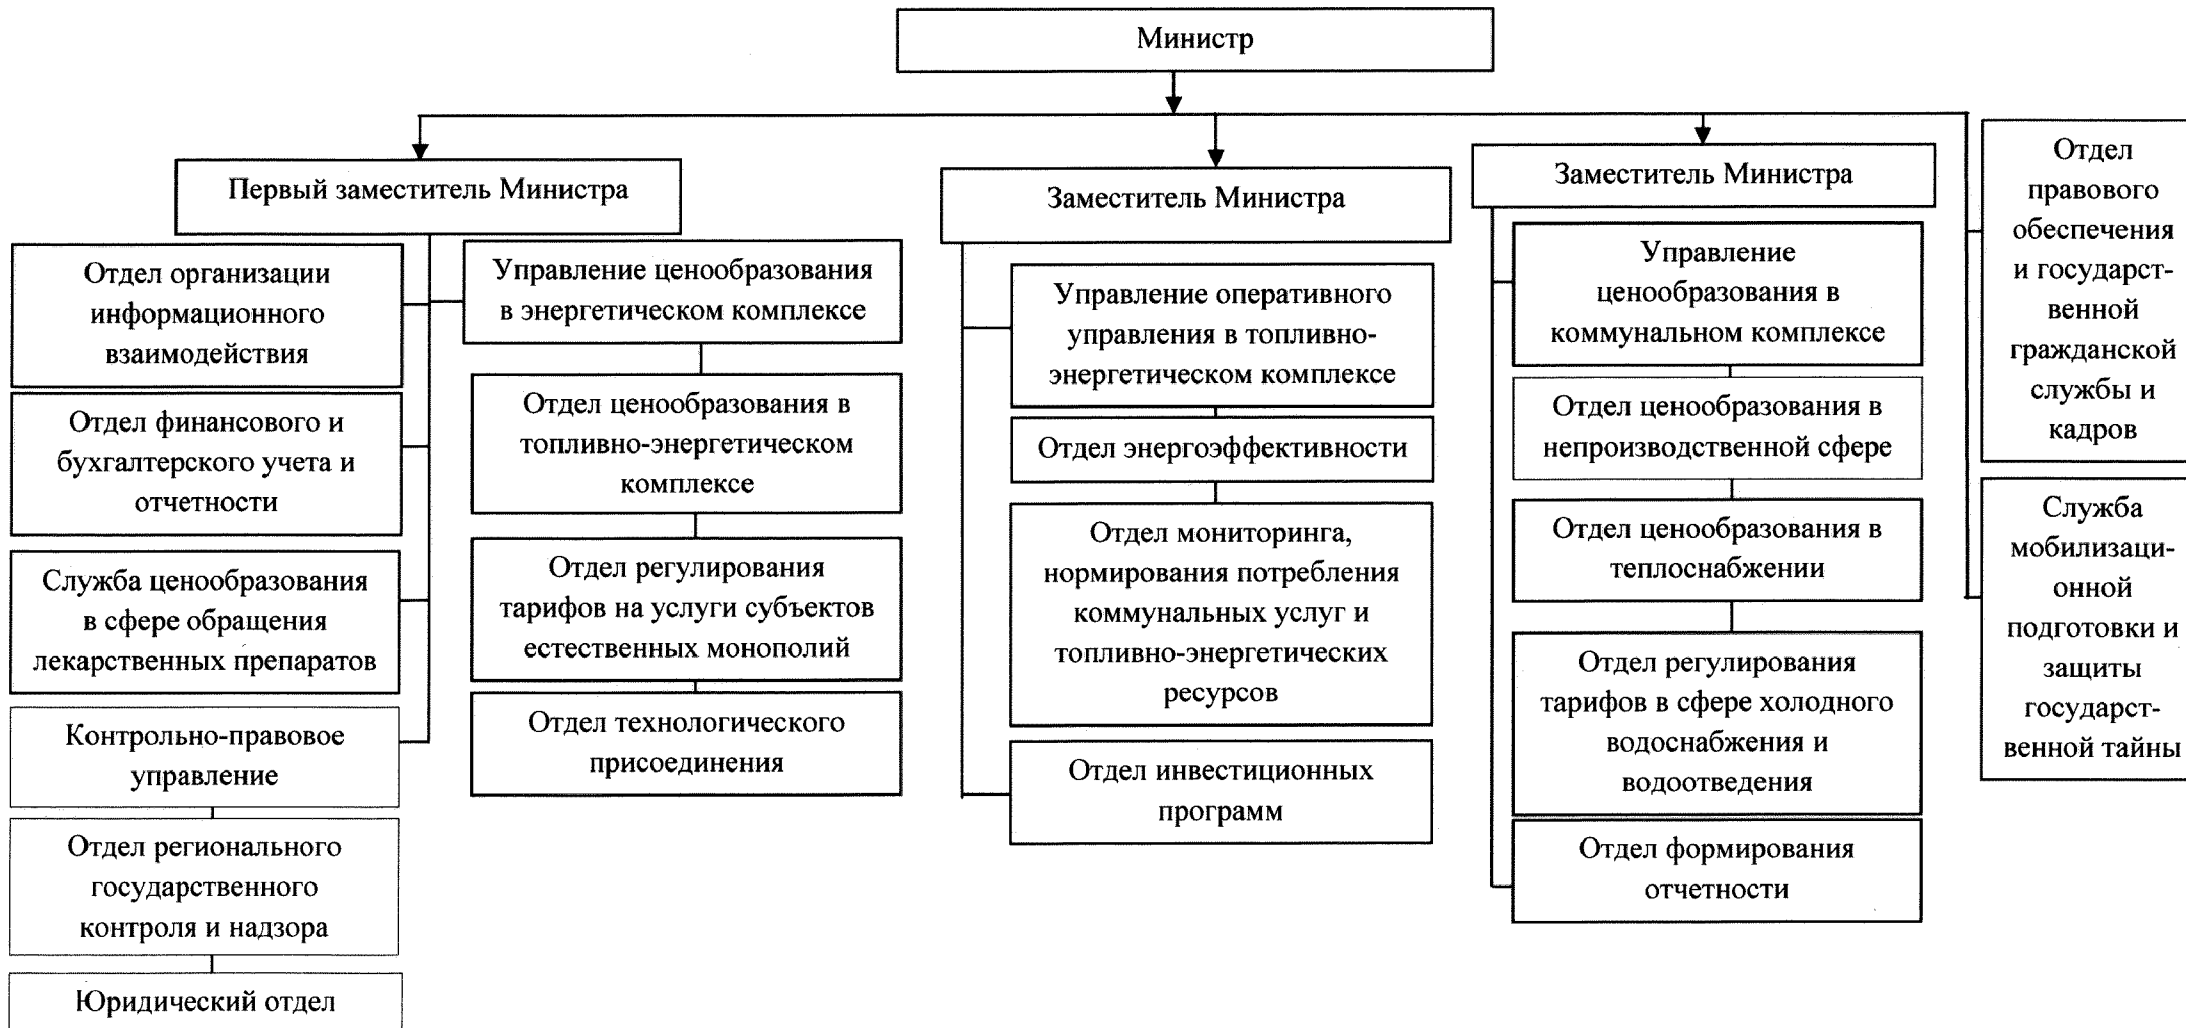 Министр
Первый заместитель Министра
Отдел организации
информационного
взаимодействия
Отдел финансового и
бухгалтерского учета и
отчетности
Служба ценообразования
в сфере обращения
лекарственных препаратов
Контрольно-правовое
управление
Отдел регионального
государственного
контроля и надзора
Юридический отдел
Управление ценообразования
в энергетическом комплексе
Отдел ценообразования в
топливно-энергетическом
комплексе
Отдел регулирования
тарифов на услуги субъектов
естественных монополий
Отдел технологического
присоединения
Заместитель Министра
Управление оперативного
управления в топливно-
энергетическом комплексе
Отдел энергоэффективности
Отдел мониторинга,
нормирования потребления
коммунальных услуг и
топливно-энергетических
ресурсов
Отдел инвестиционных
программ
Заместитель Министра
Управление
ценообразования в
коммунальном комплексе
Отдел ценообразования в
непроизводственной сфере
Отдел ценообразования в
теплоснабжении
Отдел регулирования
тарифов в сфере холодного
водоснабжения и
водоотведения
Отдел формирования
отчетности
Отдел
правового
обеспечения
и государст-
венной
гражданской
службы и
кадров
Служба
мобилизаци-
онной
подготовки и
защиты
государст-
венной тайны